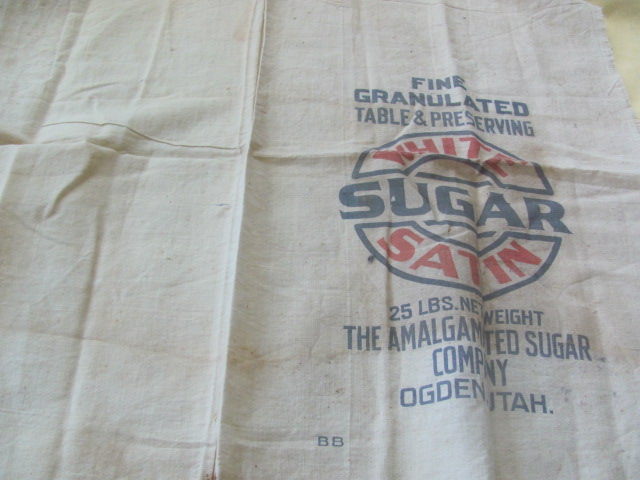 FINE
GRANULATED
TABLE & PRESERVING
WHITE
SUGAR
SATIN
25 LBS. NET WEIGHT
THE AMALGAMATED SUGAR
COMPANY
OGDEN, UTAH.
BB